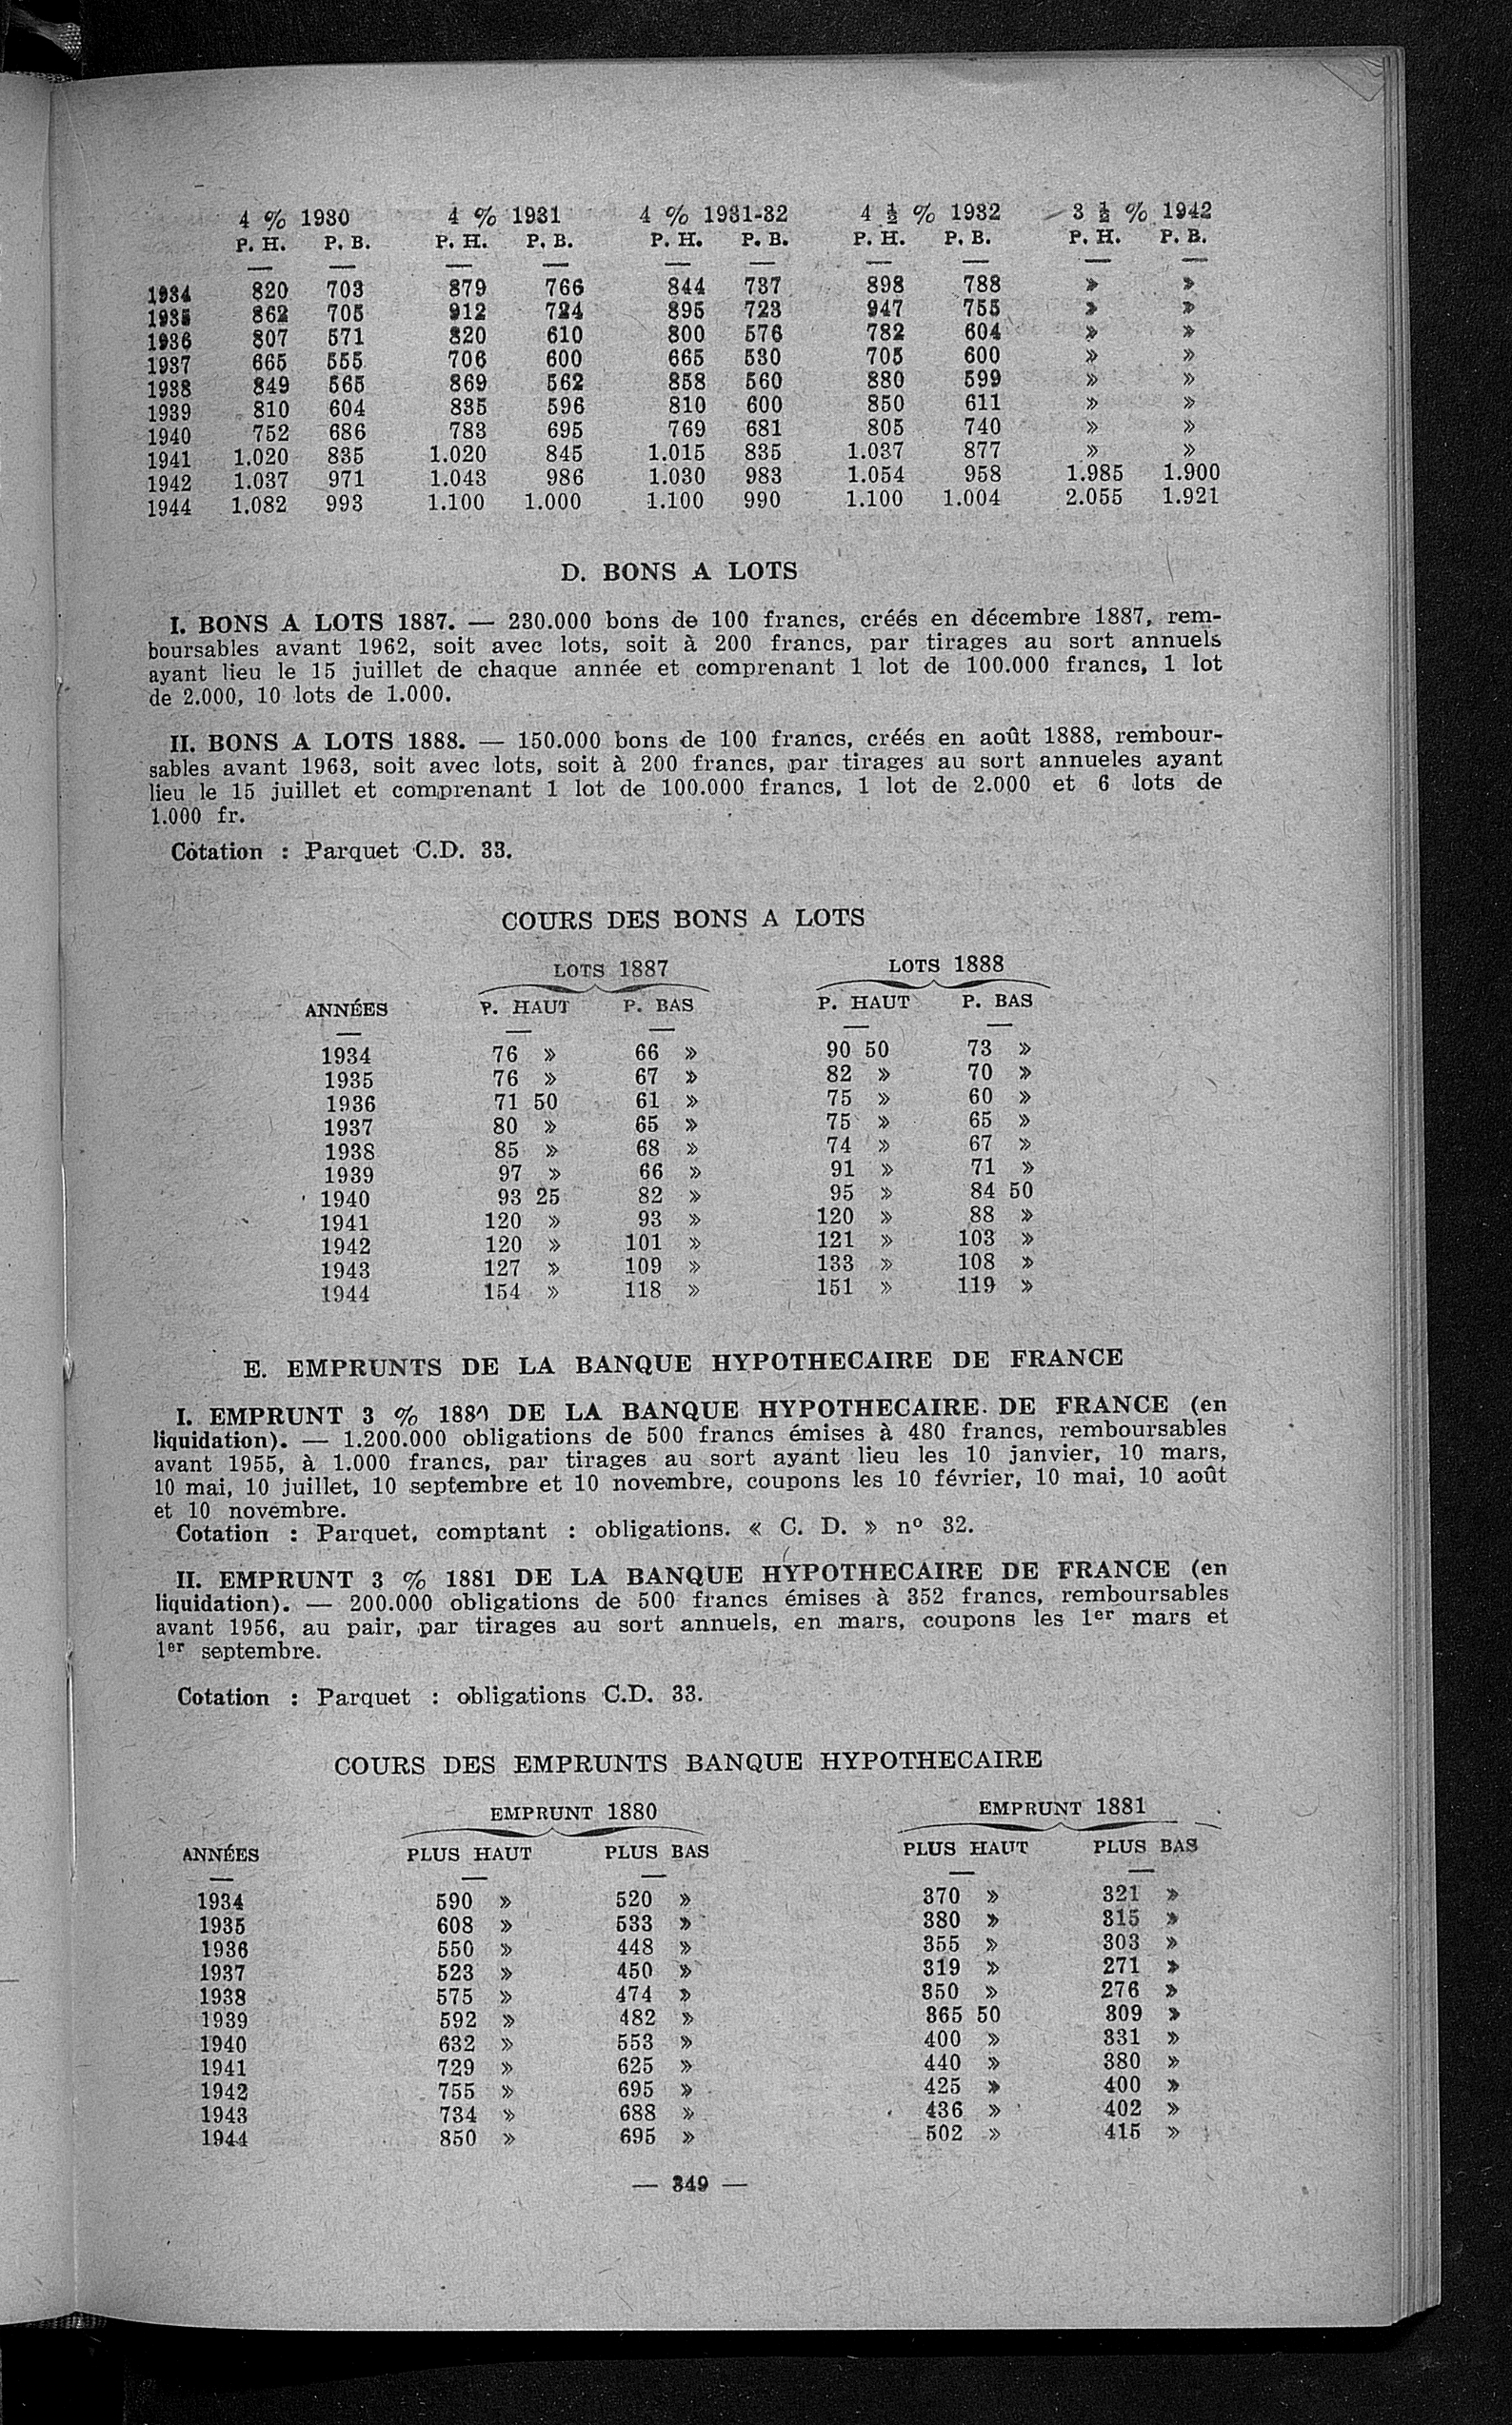 4 % 1930 4 % 1931 4 % 1931-32 4 ½ % 1932 3 ½ % 1942
P. H. P. B. P. H. P. B. P. H. P. B. P. H. P. B. P. H. P. B.
1934 820 703 879 766 844 737 898 788 » »
1935 862 705 912 724 895 723 947 755 » »
1936 807 571 820 610 800 576 782 604 » »
1937 665 555 706 600 665 530 705 600 » »
1938 849 565 869 562 858 560 880 599 » »
1939 810 604 835 596 810 600 850 611 » »
1940 752 686 783 695 769 681 805 740 » »
1941 1.020 835 1.020 845 1.015 835 1.037 877 » »
1942 1.037 971 1.043 986 1.030 983 1.054 958 1.985 1.900
1944 1.082 993 1.100 1.000 1.100 990 1.100 1.004 2.055 1.921
D. BONS A LOTS
I. BONS A LOTS 1887. — 230.000 bons de 100 francs, créés en décembre 1887, rem-
boursables avant 1962, soit avec lots, soit à 200 francs, par tirages au sort annuels
ayant lieu le 15 juillet de chaque année et comprenant 1 lot de 100.000 francs, 1 lot
de 2.000, 10 lots de 1.000.
II. BONS A LOTS 1888. — 150.000 bons de 100 francs, créés en août 1888, rembour-
sables avant 1963, soit avec lots, soit à 200 francs, par tirages au sort annueles ayant
lieu le 15 juillet et comprenant 1 lot de 100.000 francs, 1 lot de 2.000 et 6 lots de
1.000 fr.
Cotation : Parquet C.D. 33.
COURS DES BONS A LOTS
LOTS 1887 LOTS 1888
ANNÉES P. HAUT P. BAS P. HAUT P. BAS
1934 76 » 66 » 90 50 73 »
1935 76 » 67 » 82 » 70 »
1936 71 50 61 » 75 » 60 »
1937 80 » 65 » 75 » 65 »
1938 85 » 68 » 74 » 67 »
1939 97 » 66 » 91 » 71 »
1940 93 25 82 » 95 » 84 50
1941 120 » 93 » 120 » 88 »
1942 120 » 101 » 121 » 103 »
1943 127 » 109 » 133 » 108 »
1944 154 » 118 » 151 » 119 »
E. EMPRUNTS DE LA BANQUE HYPOTHECAIRE DE FRANCE
I. EMPRUNT 3 % 1880 DE LA BANQUE HYPOTHECAIRE DE FRANCE (en
liquidation). — 1.200.000 obligations de 500 francs émises à 480 francs, remboursables
avant 1955, à 1.000 francs, par tirages au sort ayant lieu les 10 janvier, 10 mars,
10 mai, 10 juillet, 10 septembre et 10 novembre, coupons les 10 février, 10 mai, 10 août
et 10 novembre.
Cotation : Parquet, comptant : obligations. « C. D. » nº 32.
II. EMPRUNT 3 % 1881 DE LA BANQUE HYPOTHECAIRE DE FRANCE (en
liquidation). — 200.000 obligations de 500 francs émises à 352 francs, remboursables
avant 1956, au pair, par tirages au sort annuels, en mars, coupons les 1er mars et
1er septembre.
Cotation : Parquet : obligations C.D. 33.
COURS DES EMPRUNTS BANQUE HYPOTHECAIRE
EMPRUNT 1880 EMPRUNT 1881
ANNÉES PLUS HAUT PLUS BAS PLUS HAUT PLUS BAS
1934 590 » 520 » 370 » 321 »
1935 608 » 533 » 380 » 315 »
1936 550 » 448 » 355 » 303 »
1937 523 » 450 » 319 » 271 »
1938 575 » 474 » 350 » 276 »
1939 592 » 482 » 365 50 309 »
1940 632 » 553 » 400 » 331 »
1941 729 » 625 » 440 » 380 »
1942 755 » 695 » 425 » 400 »
1943 734 » 688 » 436 » 402 »
1944 850 » 695 » 502 » 415 »
— 349 —